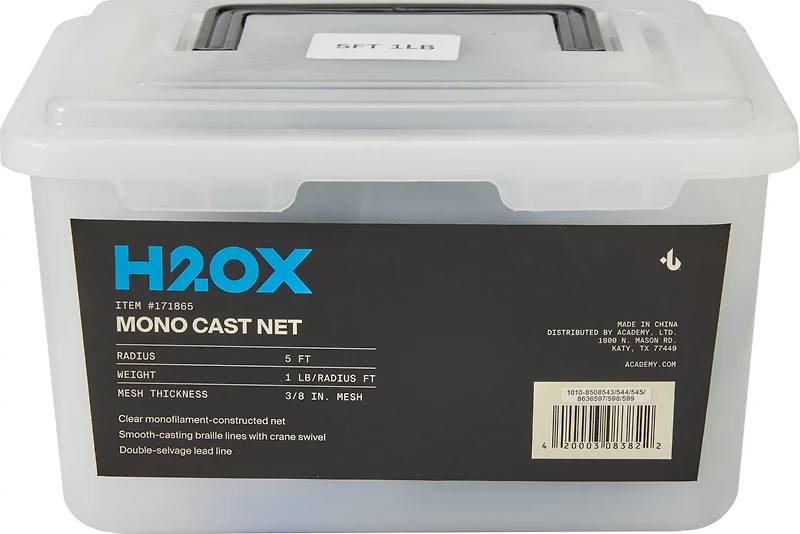 5FT 1LB
H2OX
ITEM #171865
MONO CAST NET
RADIUS 5 FT
WEIGHT 1 LB/RADIUS FT
MESH THICKNESS 3/8 IN. MESH
Clear monofilament-constructed net
Smooth-casting braille lines with crane swivel
Double-selvage lead line
MADE IN CHINA
DISTRIBUTED BY ACADEMY, LTD.
1800 N. MASON RD.
KATY, TX 77449
ACADEMY.COM
1010-8508543/544/545/
8636597/598/599
4 20003 08382 2